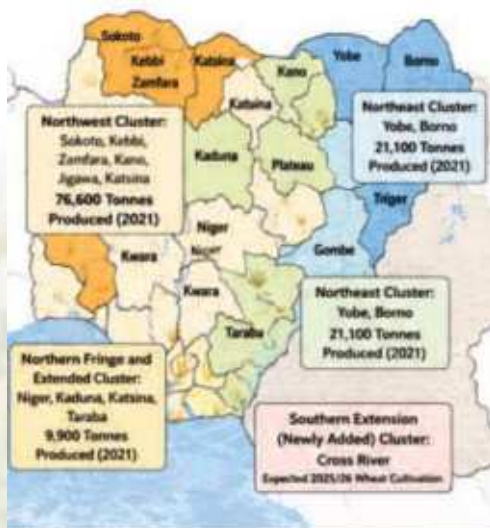 Sokoto
Kebbi
Zamfara
Katsina
Kano
Yobe
Borno
Kataina
Northwest Cluster:
Sokoto, Kebbi,
Zamfara, Kano,
Jigawa, Katsina
76,600 Tonnes
Produced (2021)
Northeast Cluster:
Yobe, Borno
21,100 Tonnes
Produced (2021)
Kaduna
Plateau
Triger
Niger
Niger
Kwara
Gombe
Kwara
Taraba
Northeast Cluster:
Yobe, Borno
21,100 Tonnes
Produced (2021)
Northern Fringe and
Extended Cluster:
Niger, Kaduna, Katsina,
Taraba
9,900 Tonnes
Produced (2021)
Southern Extension
(Newly Added) Cluster:
Cross River
Expected 2025/26 Wheat Cultivation